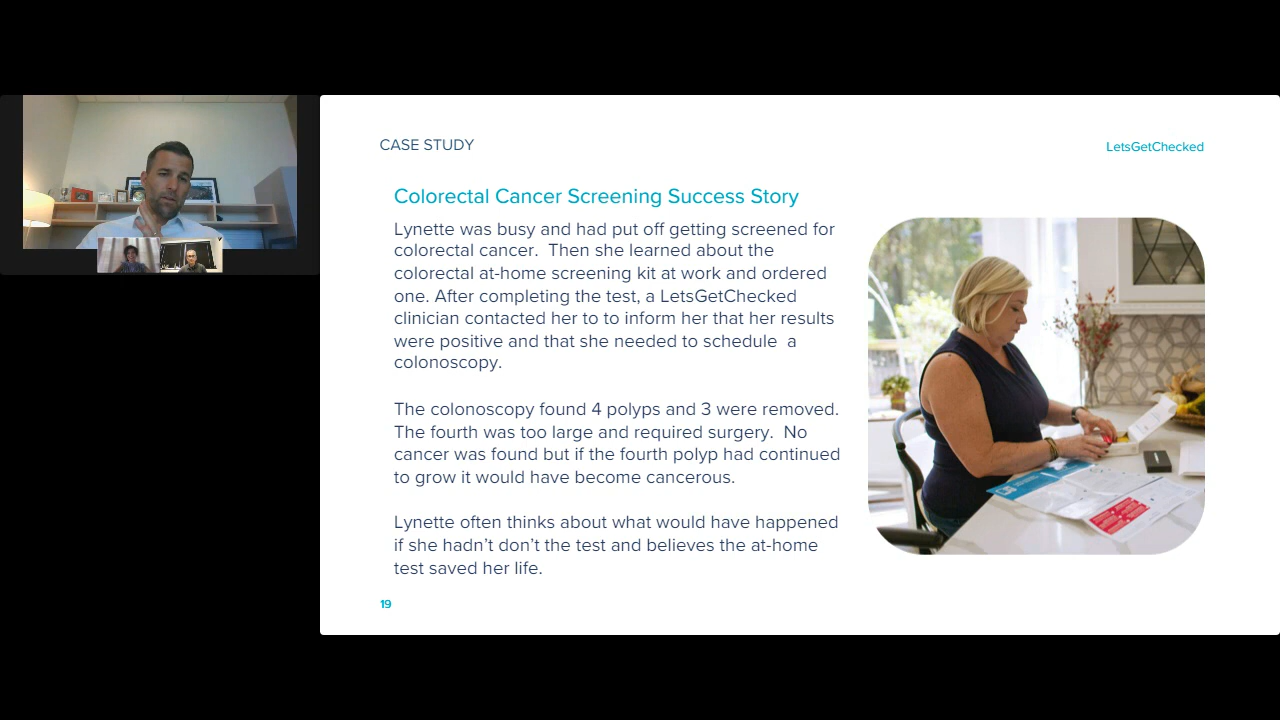 CASE STUDY
LetsGetChecked
Colorectal Cancer Screening Success Story
Lynette was busy and had put off getting screened for
colorectal cancer.  Then she learned about the
colorectal at-home screening kit at work and ordered
one. After completing the test, a LetsGetChecked
clinician contacted her to to inform her that her results
were positive and that she needed to schedule  a
colonoscopy.
The colonoscopy found 4 polyps and 3 were removed.
The fourth was too large and required surgery.  No
cancer was found but if the fourth polyp had continued
to grow it would have become cancerous.
Lynette often thinks about what would have happened
if she hadn’t don’t the test and believes the at-home
test saved her life.
19